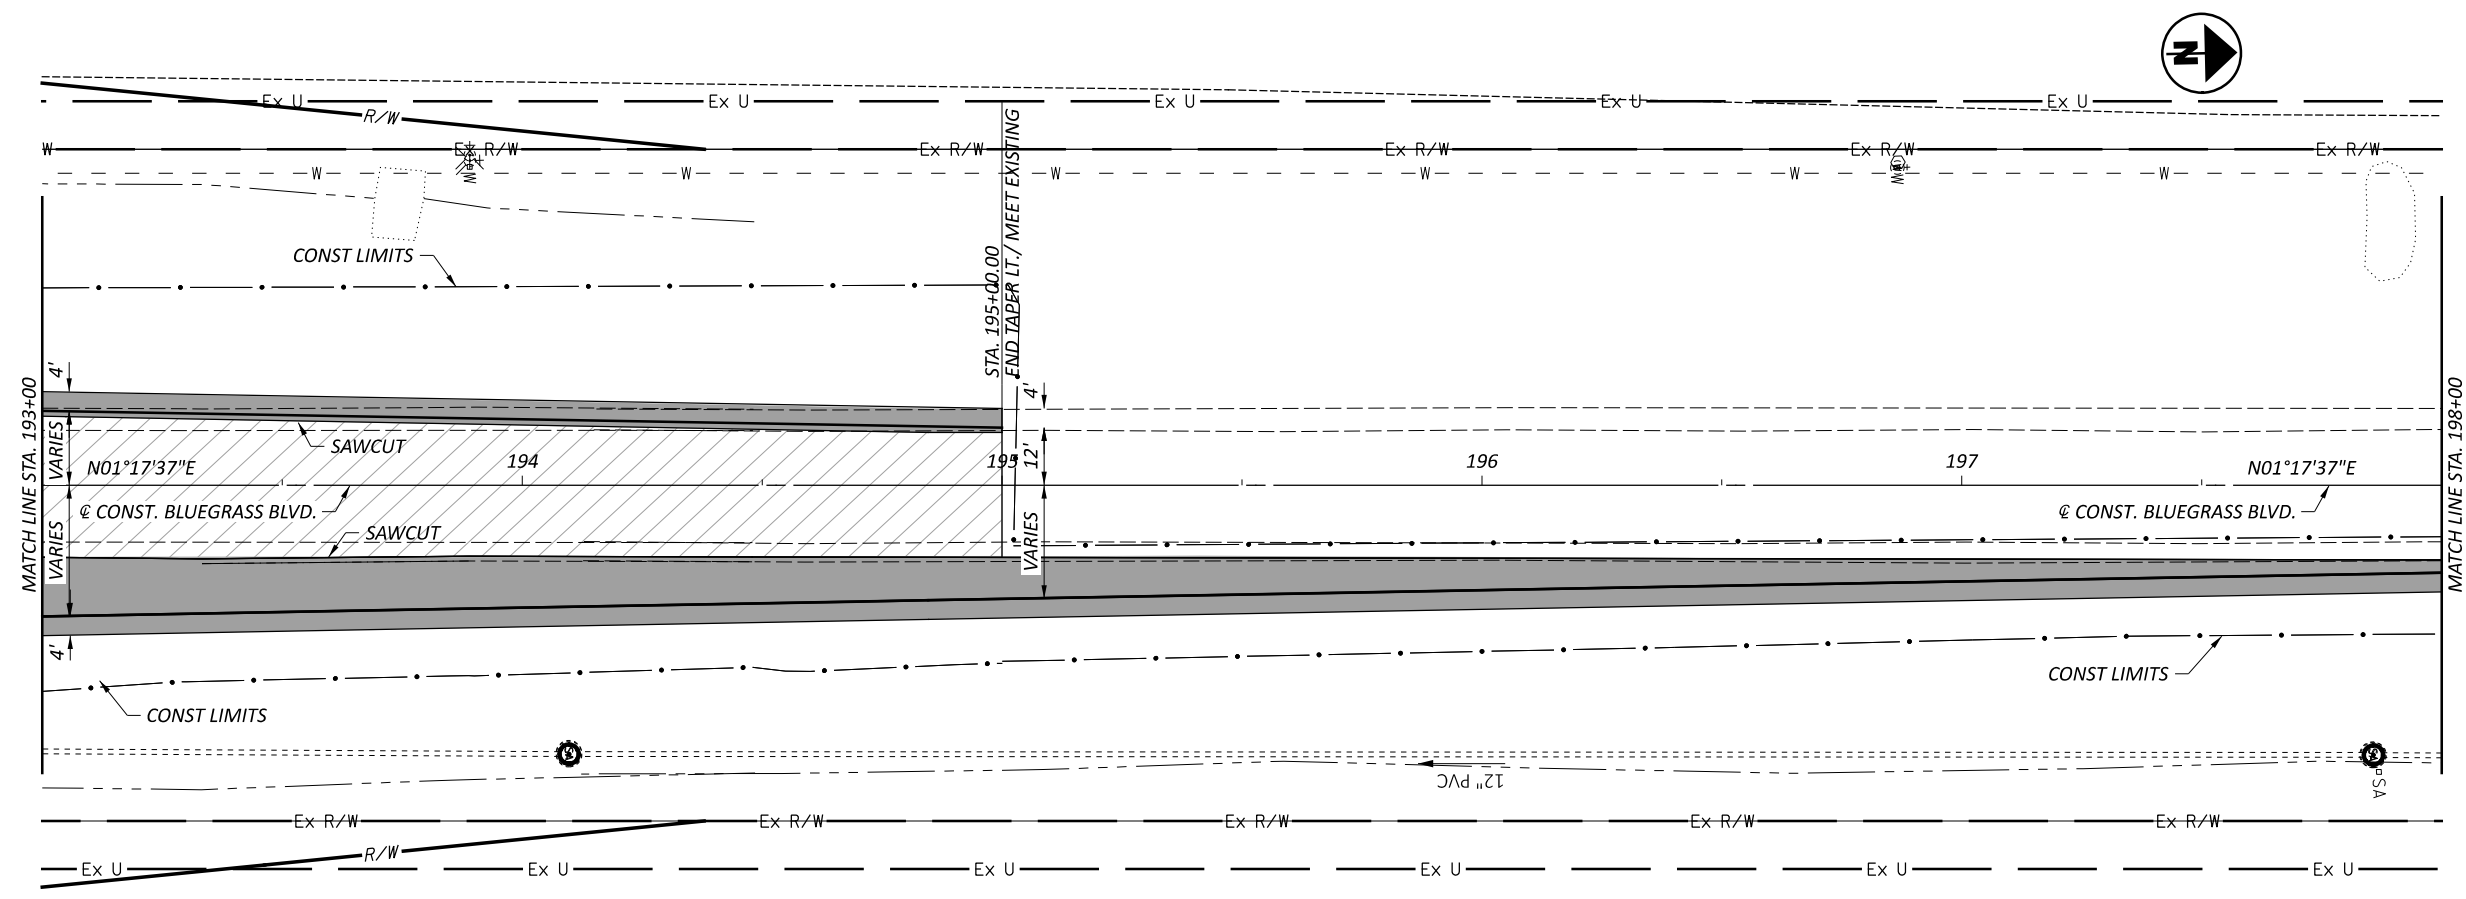 N
Ex U Ex U Ex U Ex U Ex U
R/W
W Ex R/W Ex R/W Ex R/W Ex R/W Ex R/W
W W W W W W
W W
CONST LIMITS
STA. 195+00.00
END TAPER LT./ MEET EXISTING
MATCH LINE STA. 193+00
MATCH LINE STA. 198+00
4'
VARIES
VARIES
4'
4'
12'
VARIES
SAWCUT
N01°17'37"E 194 195 196 197 N01°17'37"E
℄ CONST. BLUEGRASS BLVD.
℄ CONST. BLUEGRASS BLVD.
SAWCUT
CONST LIMITS
CONST LIMITS
12" PVC
SA
Ex R/W Ex R/W Ex R/W Ex R/W Ex R/W
R/W
Ex U Ex U Ex U Ex U Ex U Ex U